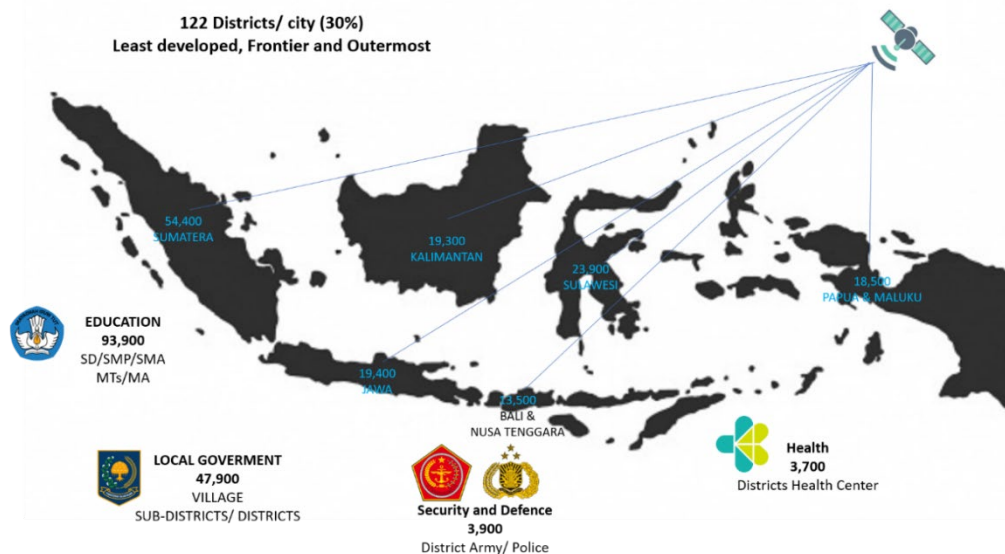 122 Districts/ city (30%)
Least developed, Frontier and Outermost
54,400
SUMATERA
19,300
KALIMANTAN
23,900
SULAWESI
18,500
PAPUA & MALUKU
EDUCATION
93,900
SD/SMP/SMA
MTs/MA
19,400
JAWA
13,500
BALI &
NUSA TENGGARA
LOCAL GOVERMENT
47,900
VILLAGE
SUB-DISTRICTS/ DISTRICTS
Security and Defence
3,900
District Army/ Police
Health
3,700
Districts Health Center